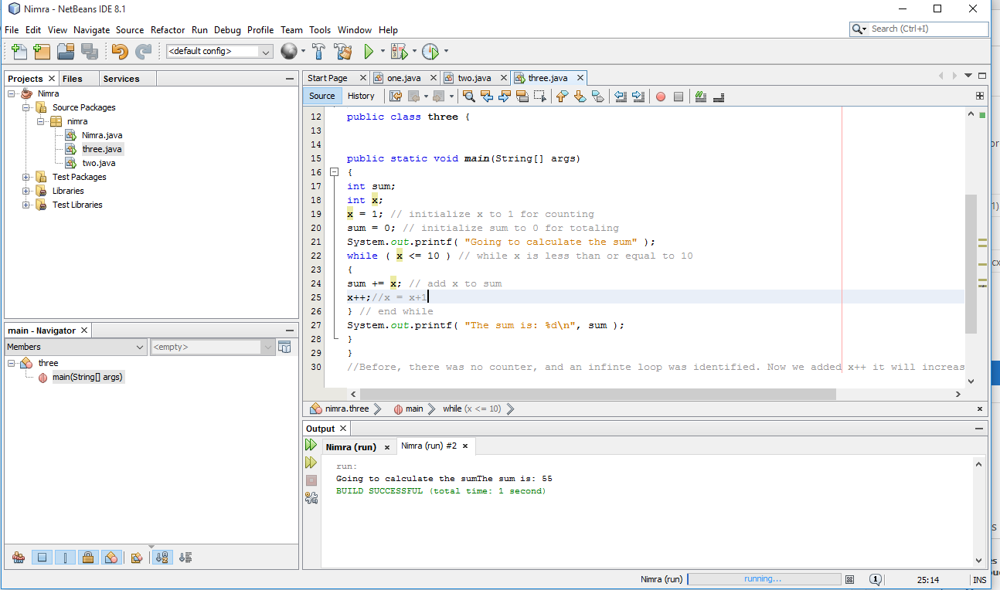 Nimra - NetBeans IDE 8.1
File Edit View Navigate Source Refactor Run Debug Profile Team Tools Window Help
Search (Ctrl+I)
<default config>
Projects Files Services
Nimra
Source Packages
nimra
Nimra.java
three.java
two.java
Test Packages
Libraries
Test Libraries
main - Navigator
Members <empty>
three
main(String[] args)
Start Page one.java two.java three.java
Source History
12 public class three {
13
14
15 public static void main(String[] args)
16 {
17 int sum;
18 int x;
19 x = 1; // initialize x to 1 for counting
20 sum = 0; // initialize sum to 0 for totaling
21 System.out.printf( "Going to calculate the sum" );
22 while ( x <= 10 ) // while x is less than or equal to 10
23 {
24 sum += x; // add x to sum
25 x++;//x = x+1
26 } // end while
27 System.out.printf( "The sum is: %d\n", sum );
28 }
29 }
30 //Before, there was no counter, and an infinte loop was identified. Now we added x++ it will increas
nimra.three main while (x <= 10)
Output
Nimra (run) Nimra (run) #2
run:
Going to calculate the sumThe sum is: 55
BUILD SUCCESSFUL (total time: 1 second)
Nimra (run) running... 1 25:14 INS